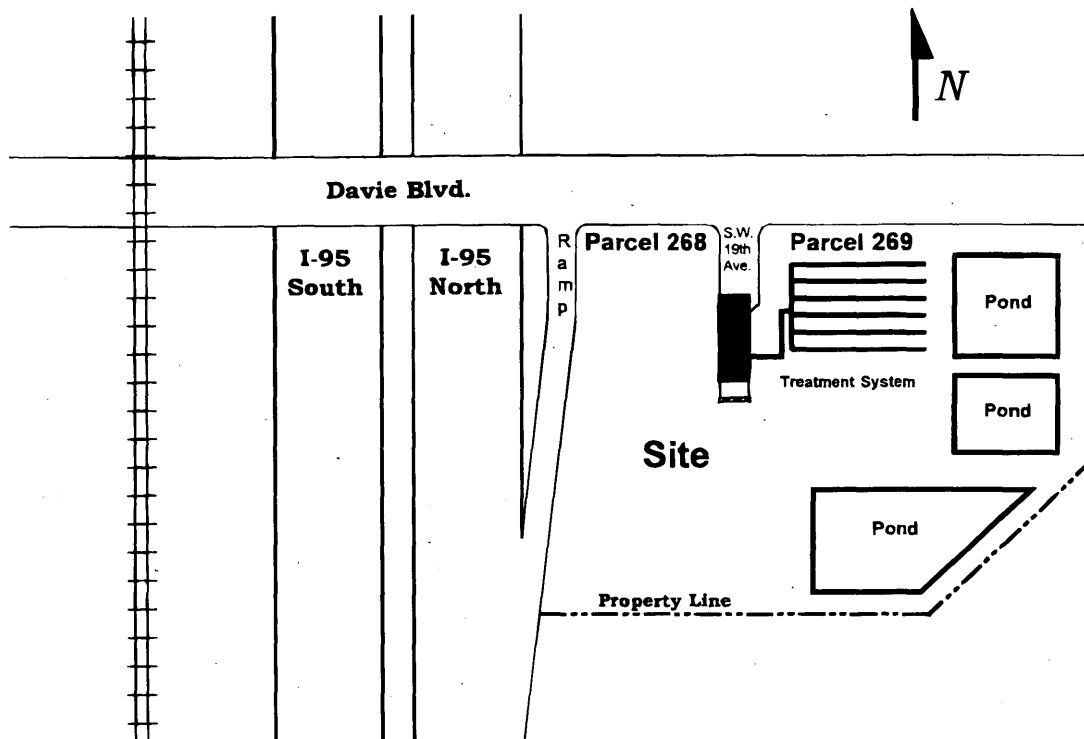 N
Davie Blvd.
Ramp
Parcel 268
S.W.
19th
Ave.
Parcel 269
I-95
South
I-95
North
Pond
Treatment System
Pond
Site
Pond
Property Line